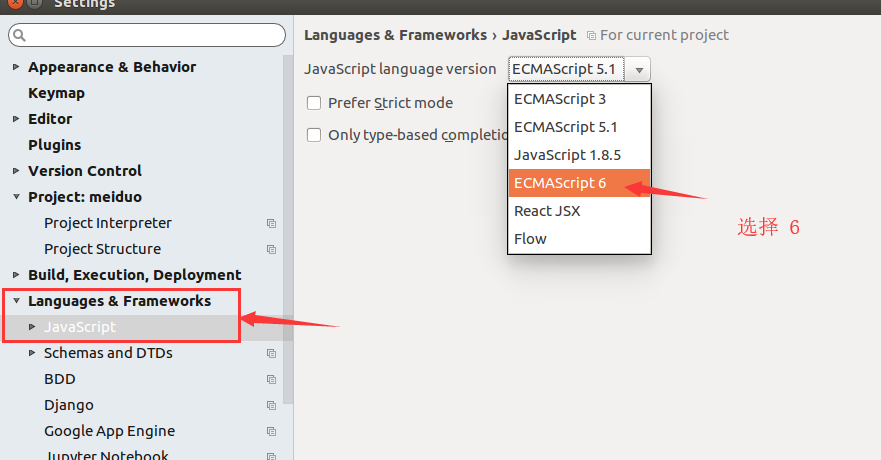 Settings
Languages & Frameworks › JavaScript For current project
JavaScript language version ECMAScript 5.1
Prefer Strict mode
Only type-based completio
ECMAScript 3
ECMAScript 5.1
JavaScript 1.8.5
ECMAScript 6
React JSX
Flow
选择 6
Appearance & Behavior
Keymap
Editor
Plugins
Version Control
Project: meiduo
Project Interpreter
Project Structure
Build, Execution, Deployment
Languages & Frameworks
JavaScript
Schemas and DTDs
BDD
Django
Google App Engine
Jupyter Notebook